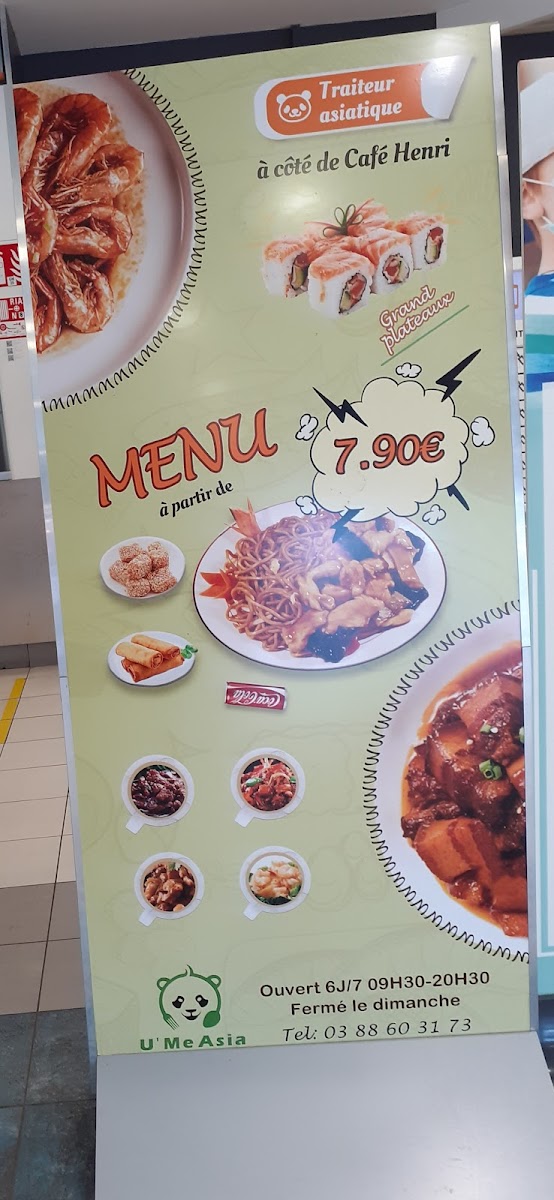 Traiteur
asiatique
à côté de Café Henri
Grand
plateaux
MENU
à partir de
7.90€
Coca-Cola
U'Me Asia
Ouvert 6J/7 09H30-20H30
Fermé le dimanche
Tel: 03 88 60 31 73
RIA